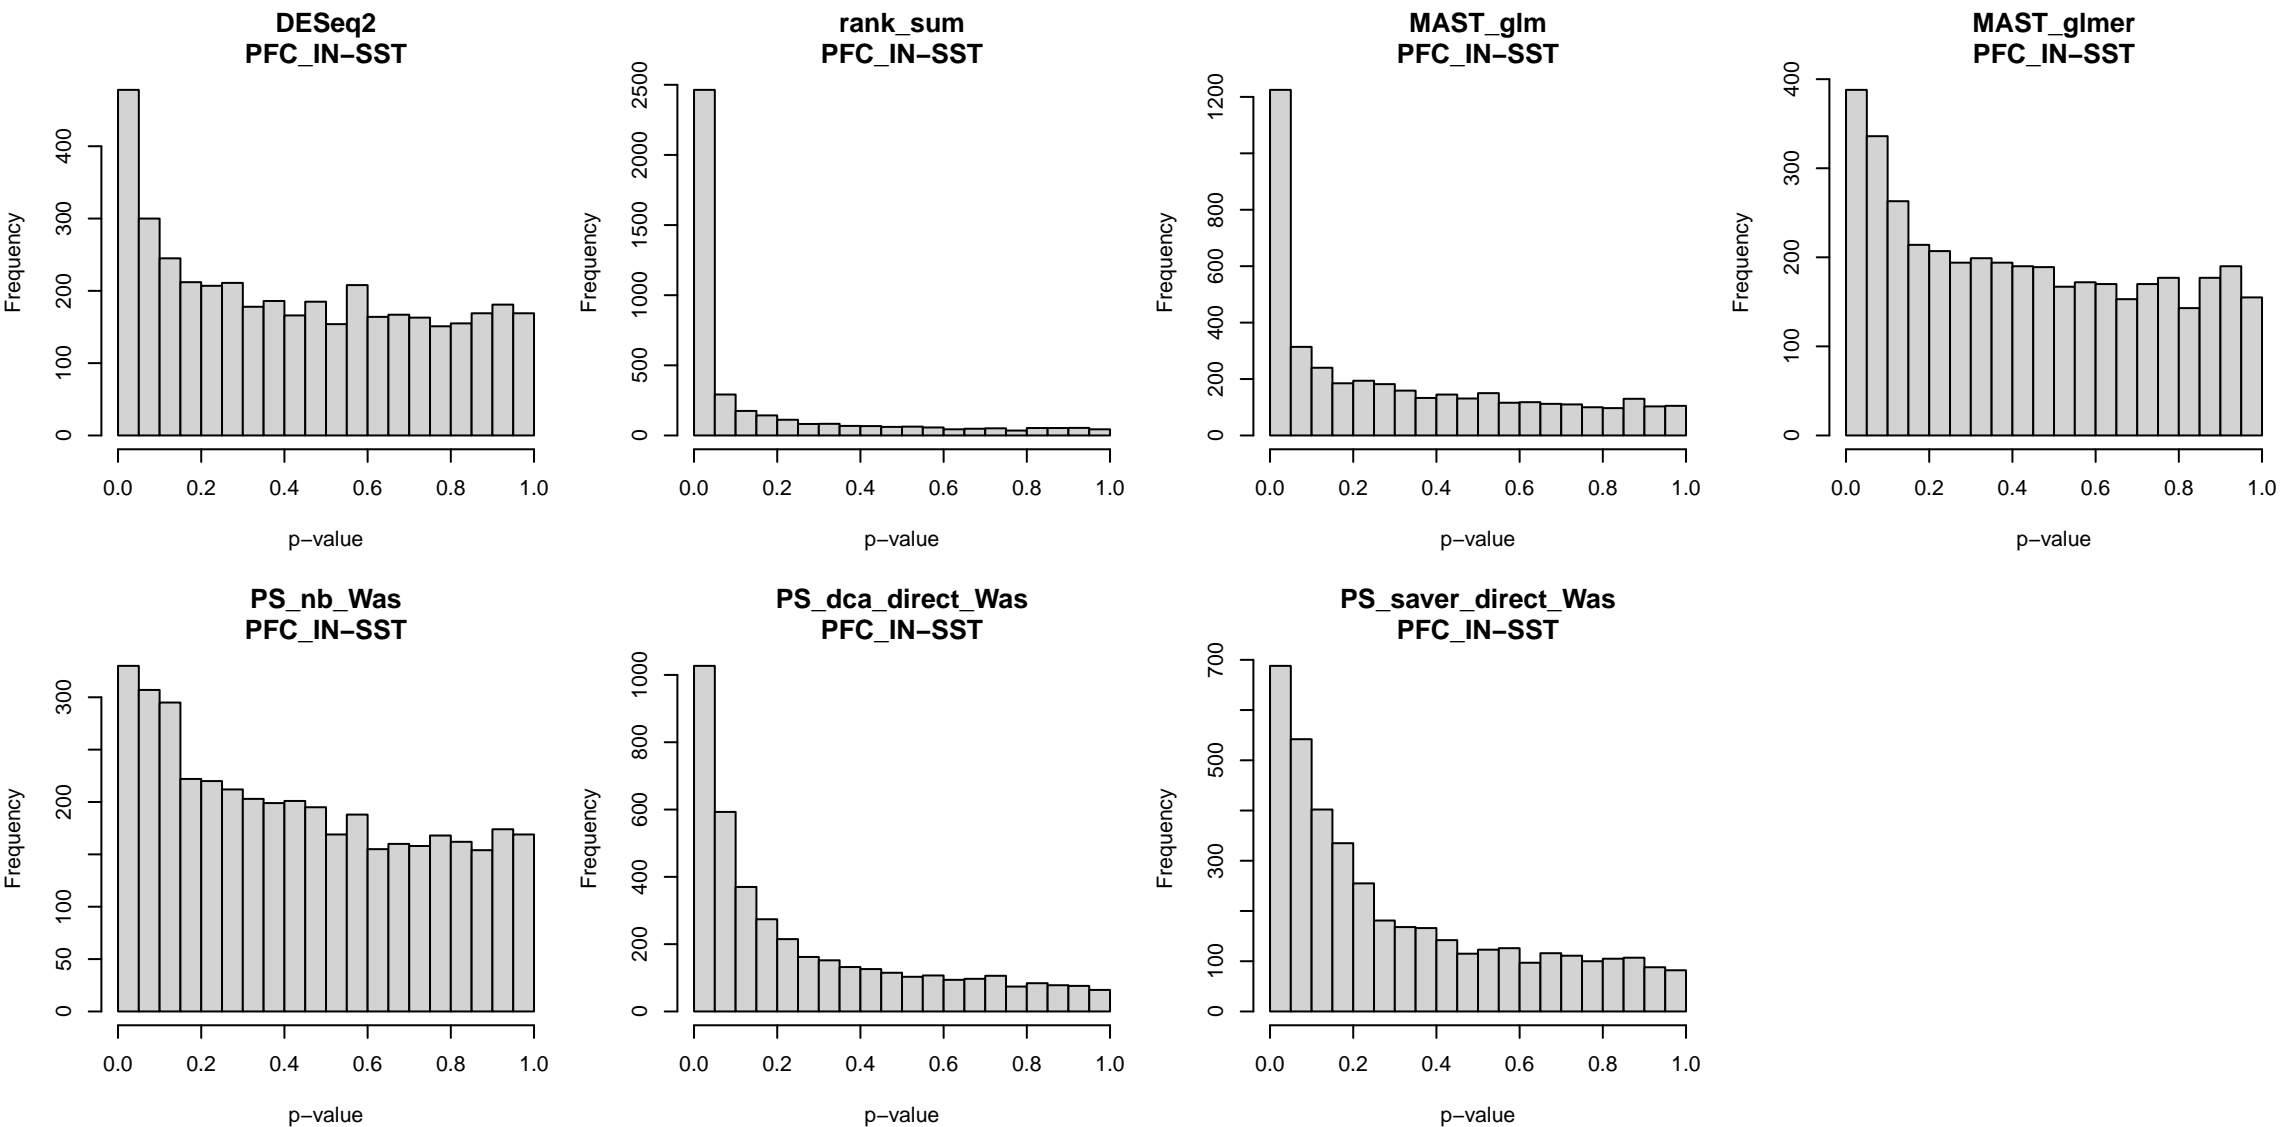 DESeq2
PFC_IN−SST
Frequency
0 100 200 300 400
0.0 0.2 0.4 0.6 0.8 1.0
p−value
rank_sum
PFC_IN−SST
Frequency
0 500 1000 1500 2000 2500
0.0 0.2 0.4 0.6 0.8 1.0
p−value
MAST_glm
PFC_IN−SST
Frequency
0 200 400 600 800 1200
0.0 0.2 0.4 0.6 0.8 1.0
p−value
MAST_glmer
PFC_IN−SST
Frequency
0 100 200 300 400
0.0 0.2 0.4 0.6 0.8 1.0
p−value
PS_nb_Was
PFC_IN−SST
Frequency
0 50 100 200 300
0.0 0.2 0.4 0.6 0.8 1.0
p−value
PS_dca_direct_Was
PFC_IN−SST
Frequency
0 200 400 600 800 1000
0.0 0.2 0.4 0.6 0.8 1.0
p−value
PS_saver_direct_Was
PFC_IN−SST
Frequency
0 100 300 500 700
0.0 0.2 0.4 0.6 0.8 1.0
p−value